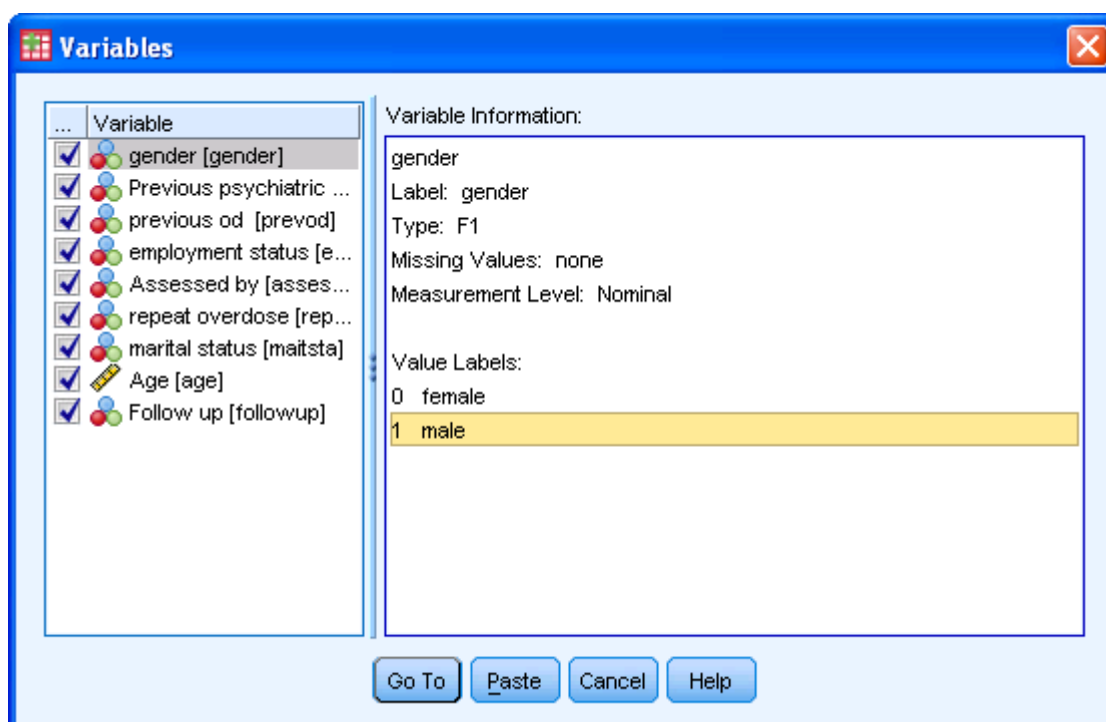 Variables
... Variable
gender [gender]
Previous psychiatric ...
previous od [prevod]
employment status [e...
Assessed by [asses...
repeat overdose [rep...
marital status [maitsta]
Age [age]
Follow up [followup]
Variable Information:
gender
Label: gender
Type: F1
Missing Values: none
Measurement Level: Nominal
Value Labels:
0 female
1 male
Go To Paste Cancel Help